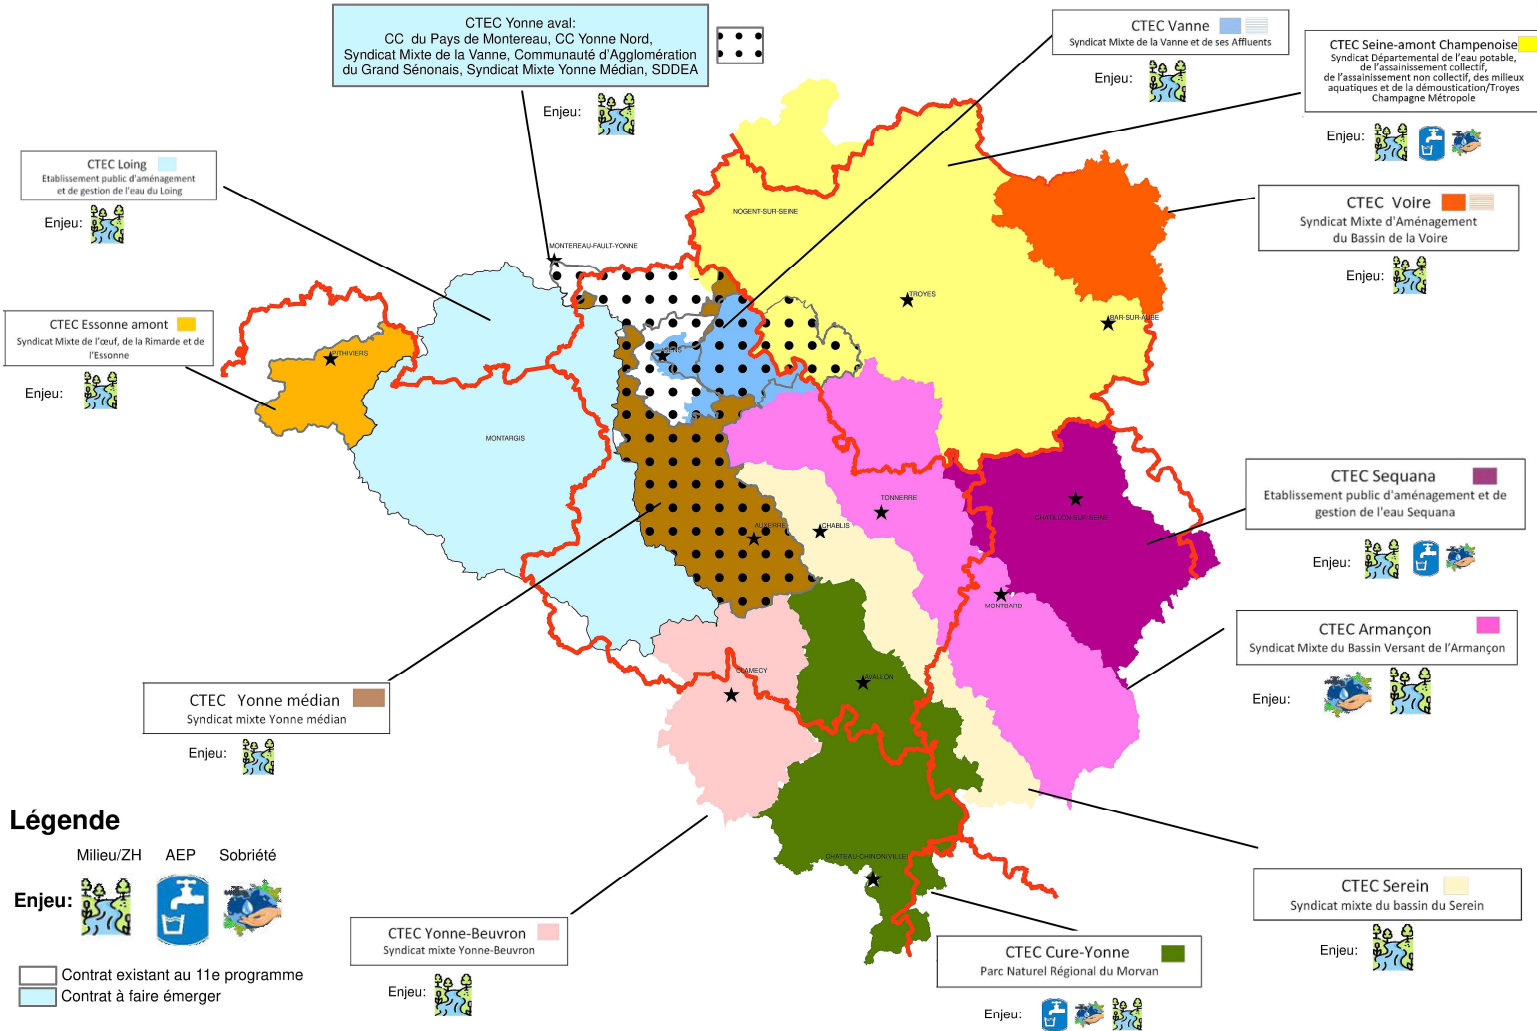 CTEC Yonne aval:
CC du Pays de Montereau, CC Yonne Nord,
Syndicat Mixte de la Vanne, Communauté d'Agglomération
du Grand Sénonais, Syndicat Mixte Yonne Médian, SDDEA
Enjeu:
CTEC Vanne
Syndicat Mixte de la Vanne et de ses Affluents
Enjeu:
CTEC Seine-amont Champenoise
Syndicat Départemental de l'eau potable,
de l'assainissement collectif,
de l'assainissement non collectif, des milieux
aquatiques et de la démoustication/Troyes
Champagne Métropole
Enjeu:
CTEC Loing
Etablissement public d'aménagement
et de gestion de l'eau du Loing
Enjeu:
CTEC Voire
Syndicat Mixte d'Aménagement
du Bassin de la Voire
Enjeu:
CTEC Essonne amont
Syndicat Mixte de l'œuf, de la Rimarde et de
l'Essonne
Enjeu:
NOGENT-SUR-SEINE
MONTEREAU-FAULT-YONNE
TROYES
BAR-SUR-AUBE
PITHIVIERS
SENS
MONTARGIS
TONNERRE
CHATILLON-SUR-SEINE
AUXERRE
CHABLIS
MONTBARD
CLAMECY
AVALLON
CHATEAU-CHINON(VILLE)
CTEC Sequana
Etablissement public d'aménagement et de
gestion de l'eau Sequana
Enjeu:
CTEC Armançon
Syndicat Mixte du Bassin Versant de l'Armançon
Enjeu:
CTEC Yonne médian
Syndicat mixte Yonne médian
Enjeu:
CTEC Serein
Syndicat mixte du bassin du Serein
Enjeu:
CTEC Yonne-Beuvron
Syndicat mixte Yonne-Beuvron
Enjeu:
CTEC Cure-Yonne
Parc Naturel Régional du Morvan
Enjeu:
Légende
Milieu/ZH AEP Sobriété
Enjeu:
Contrat existant au 11e programme
Contrat à faire émerger